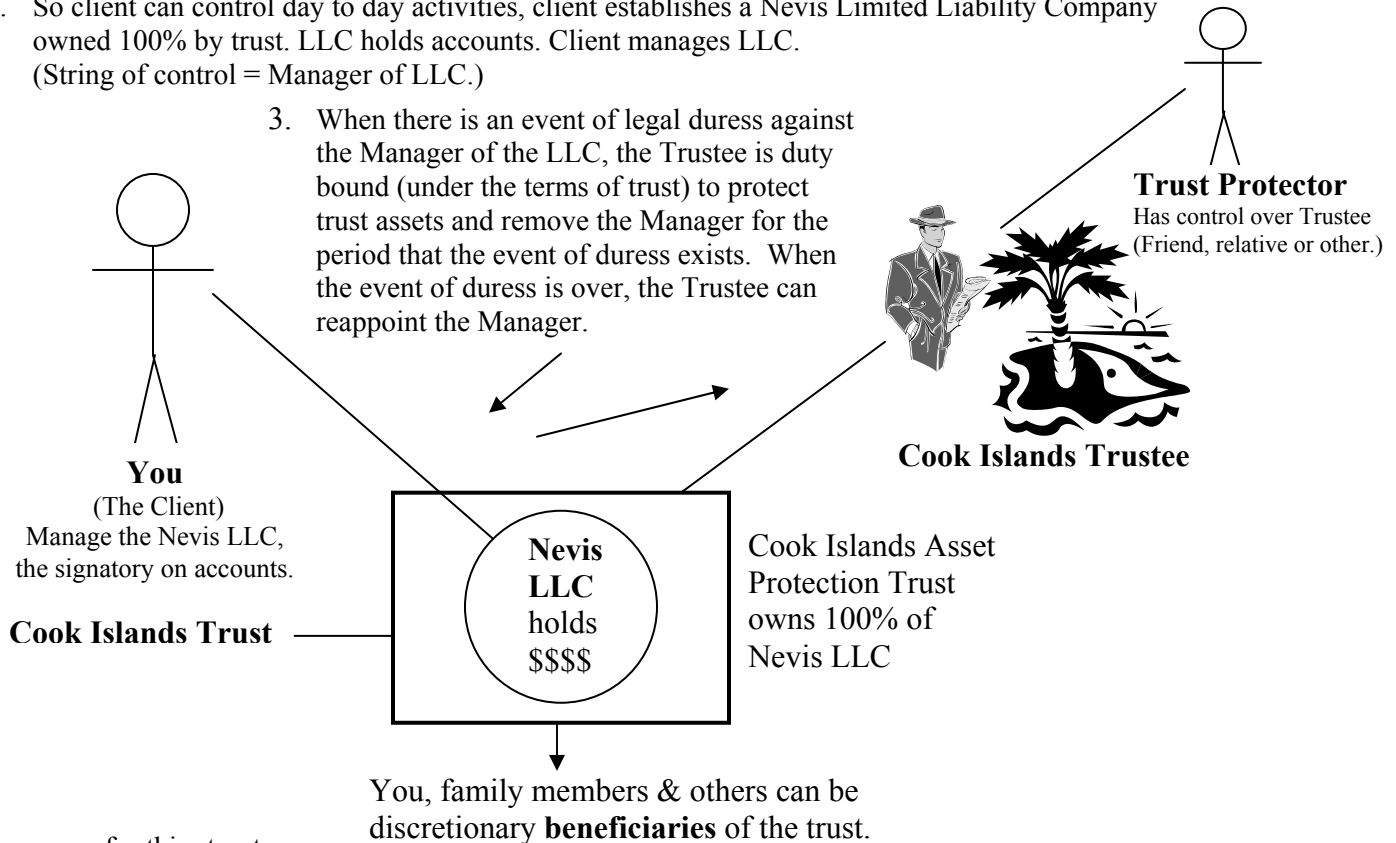 . So client can control day to day activities, client establishes a Nevis Limited Liability Company
owned 100% by trust. LLC holds accounts. Client manages LLC.
(String of control = Manager of LLC.)
3. When there is an event of legal duress against
the Manager of the LLC, the Trustee is duty
bound (under the terms of trust) to protect
trust assets and remove the Manager for the
period that the event of duress exists. When
the event of duress is over, the Trustee can
reappoint the Manager.
Trust Protector
Has control over Trustee
(Friend, relative or other.)
Cook Islands Trustee
You
(The Client)
Manage the Nevis LLC,
the signatory on accounts.
Cook Islands Trust
Nevis
LLC
holds
$$$$
Cook Islands Asset
Protection Trust
owns 100% of
Nevis LLC
You, family members & others can be
discretionary beneficiaries of the trust.